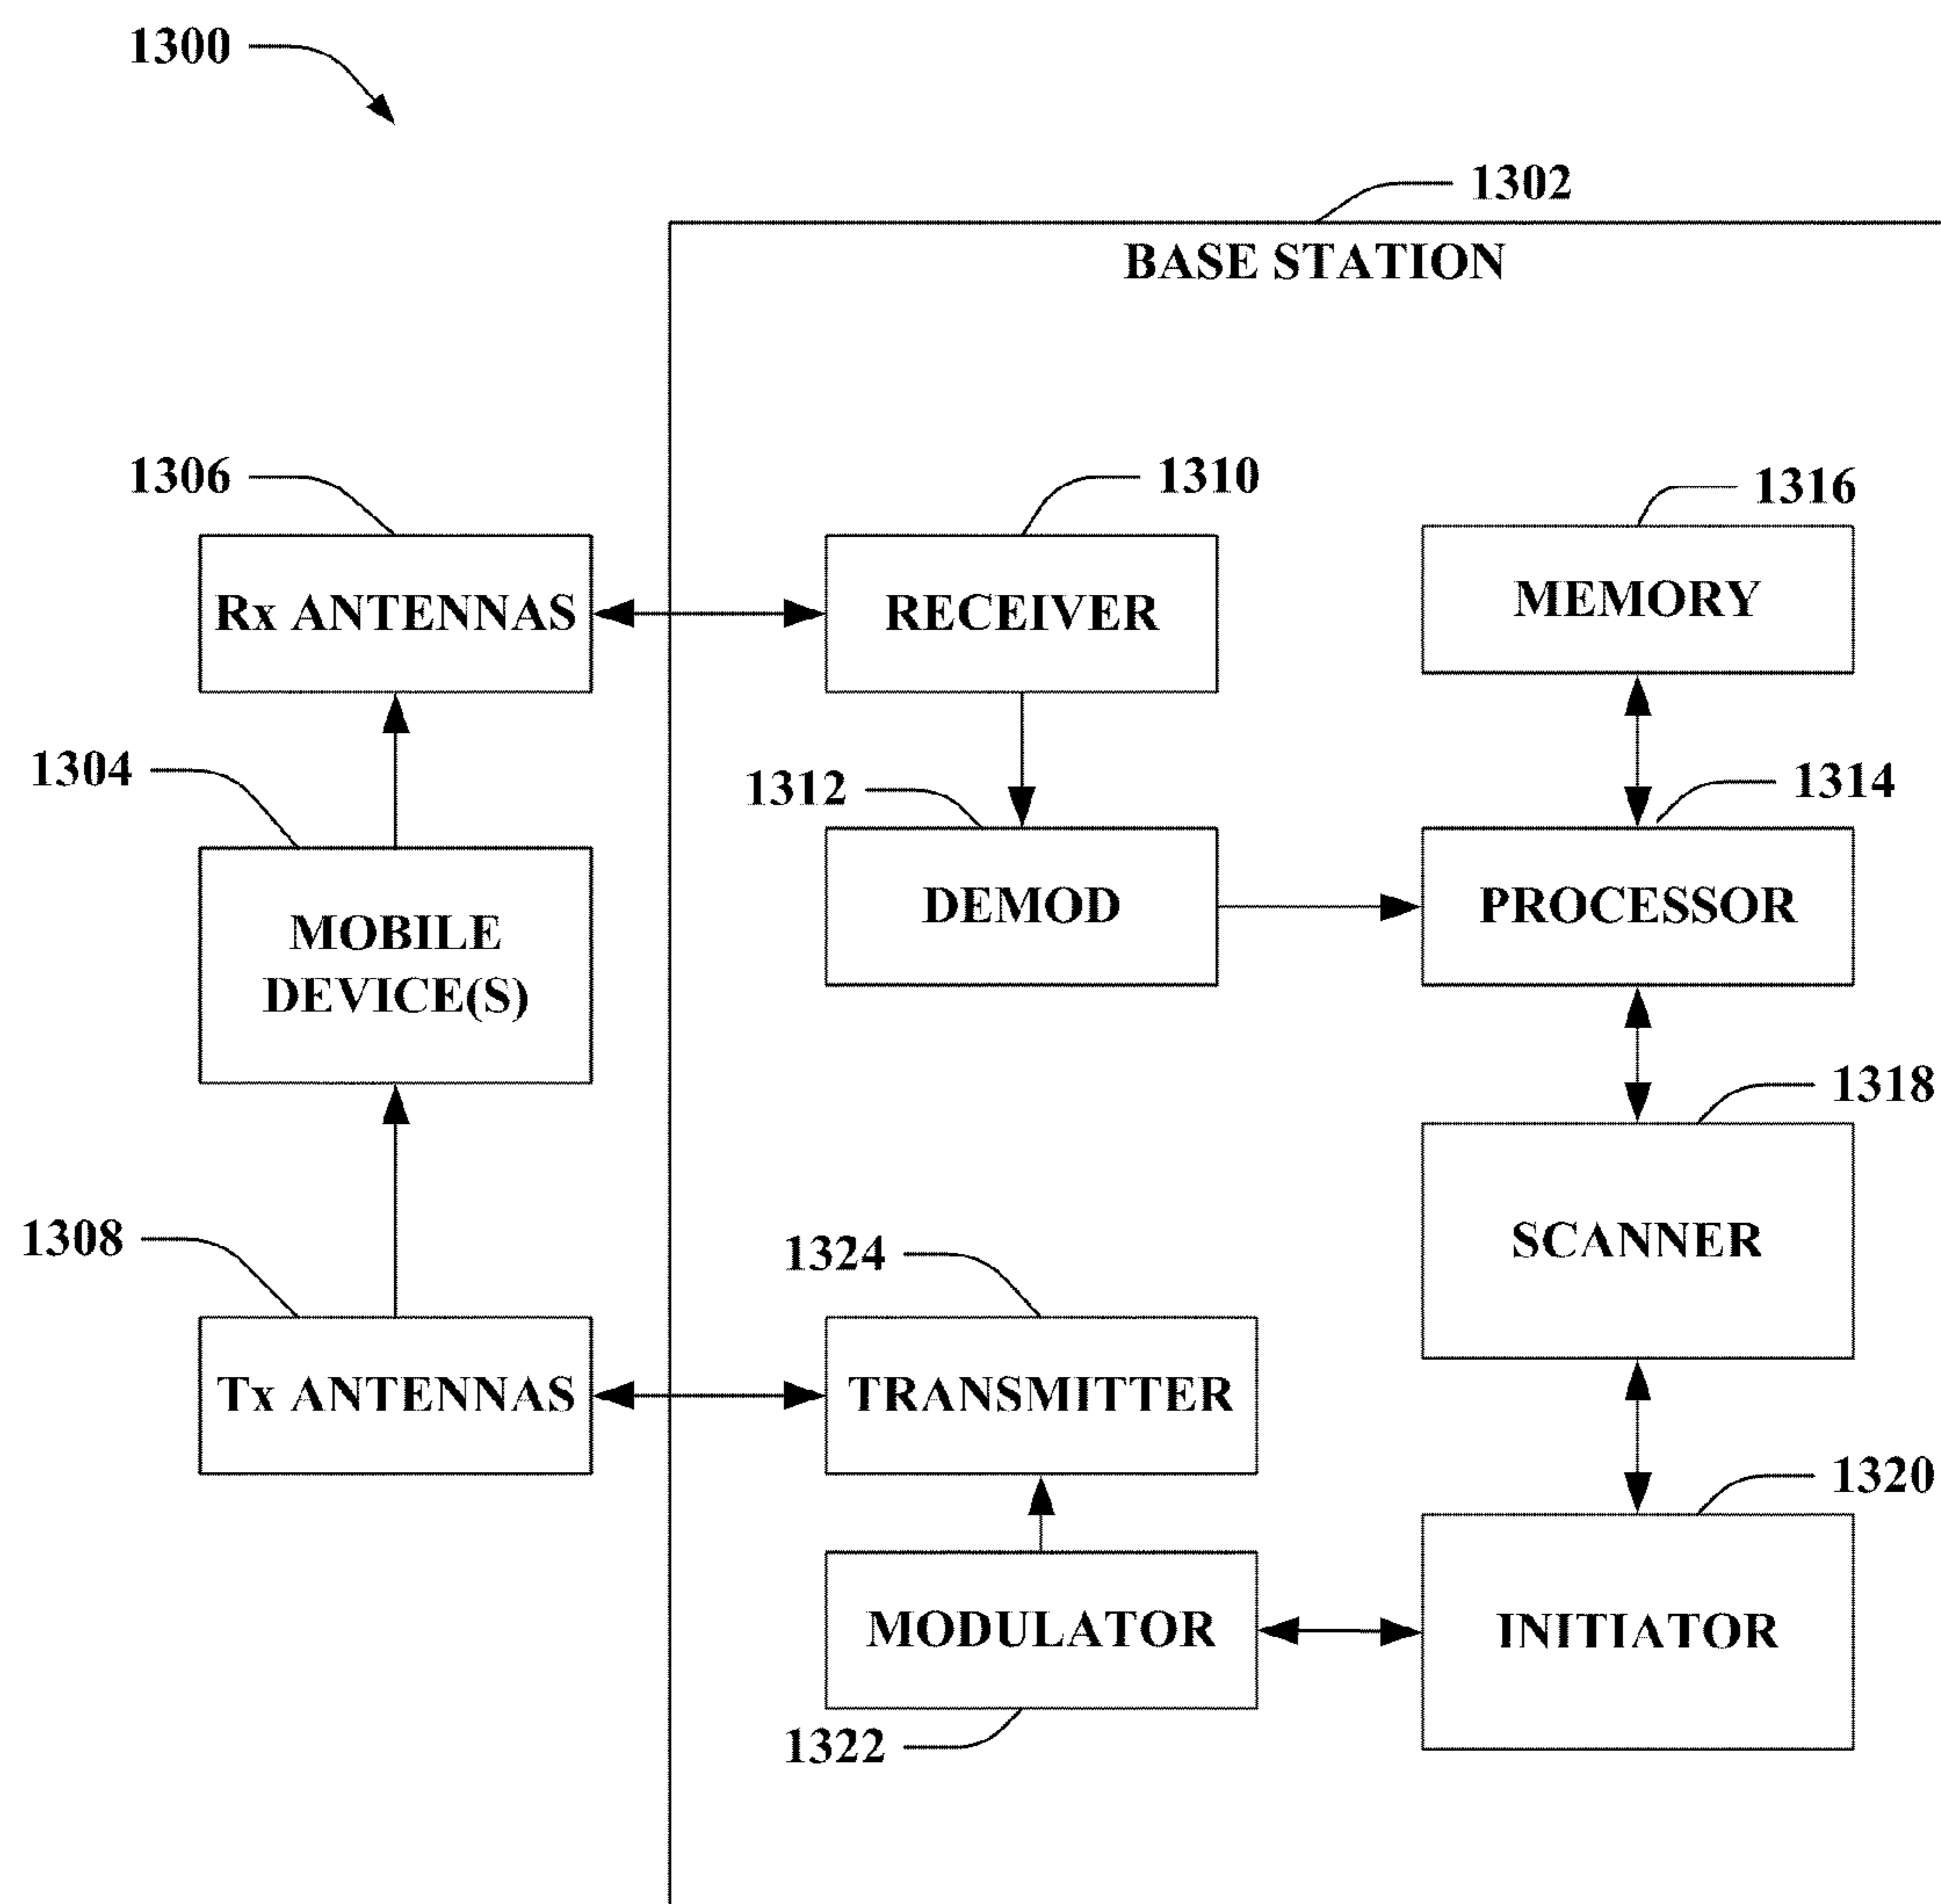 1300
1302
BASE STATION
1306
1310
1316
Rx ANTENNAS
RECEIVER
MEMORY
1304
1312
1314
MOBILE
DEVICE(S)
DEMOD
PROCESSOR
1318
1308
1324
SCANNER
Tx ANTENNAS
TRANSMITTER
1320
MODULATOR
INITIATOR
1322